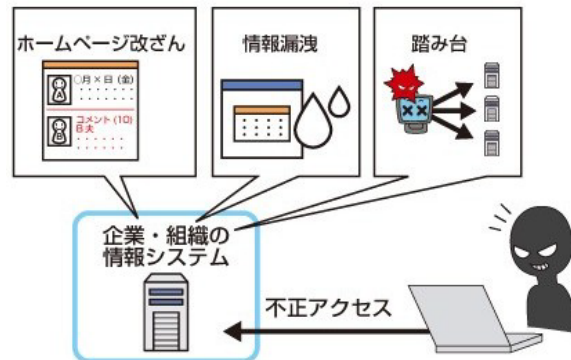 ホームページ改ざん
○月×日(金)
A
コメント(10)
B夫
B
情報漏洩
踏み台
企業・組織の
情報システム
不正アクセス